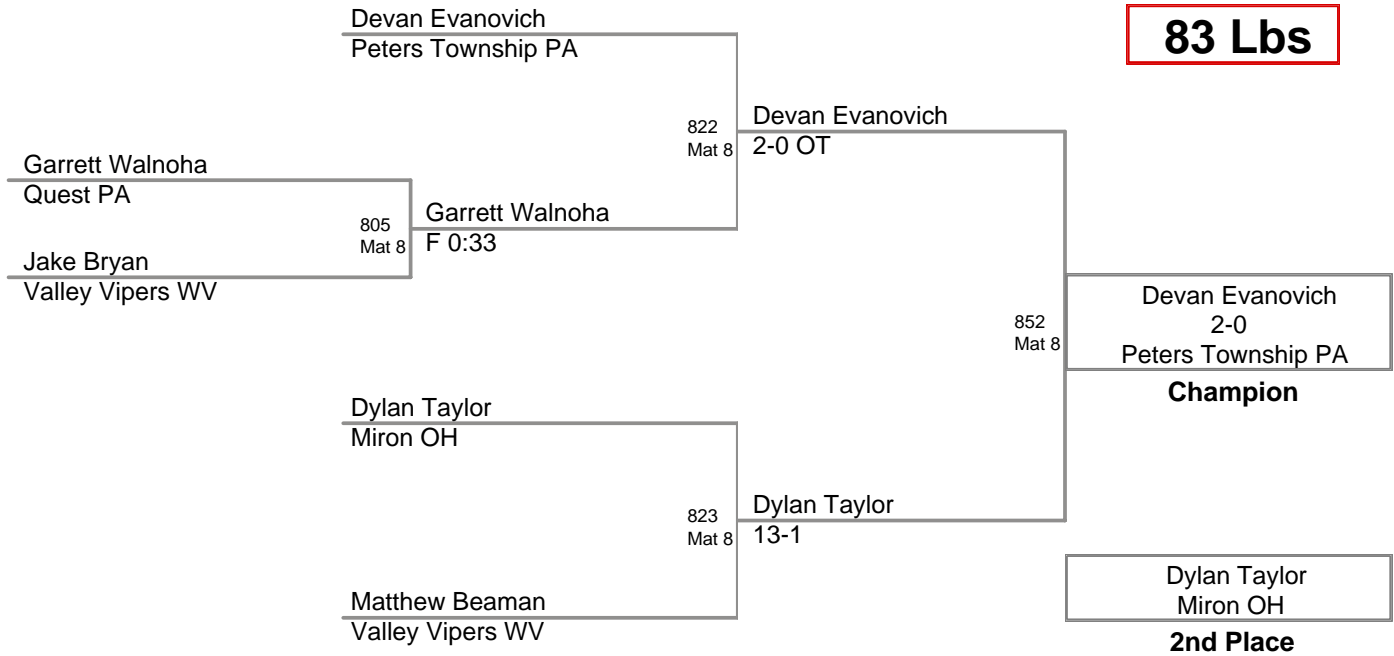 Devan Evanovich
Peters Township PA
83 Lbs
822
Mat 8
Devan Evanovich
2-0 OT
Garrett Walnoha
Quest PA
805
Mat 8
Garrett Walnoha
F 0:33
Jake Bryan
Valley Vipers WV
852
Mat 8
Devan Evanovich
2-0
Peters Township PA
Champion
Dylan Taylor
Miron OH
823
Mat 8
Dylan Taylor
13-1
Matthew Beaman
Valley Vipers WV
Dylan Taylor
Miron OH
2nd Place